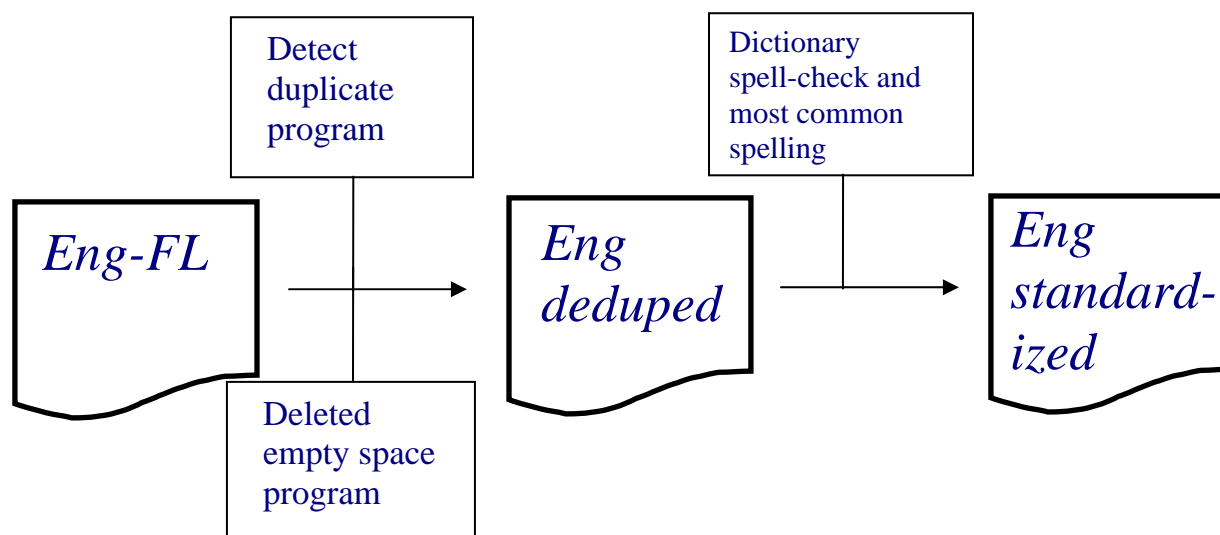 Detect
duplicate
program
Dictionary
spell-check and
most common
spelling
Eng-FL
Eng
deduped
Eng
standard-
ized
Deleted
empty space
program